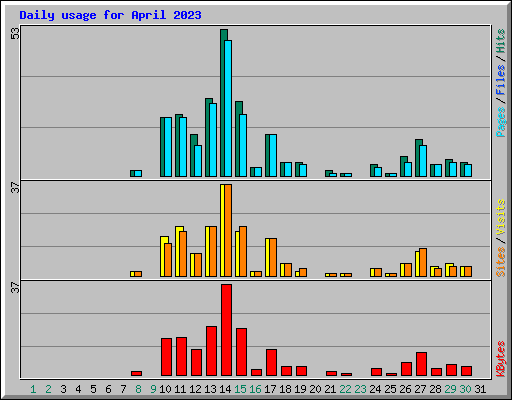 Daily usage for April 2023
53
37
37
Pages / Files / Hits
Sites / Visits
KBytes
1 2 3 4 5 6 7 8 9 10 11 12 13 14 15 16 17 18 19 20 21 22 23 24 25 26 27 28 29 30 31